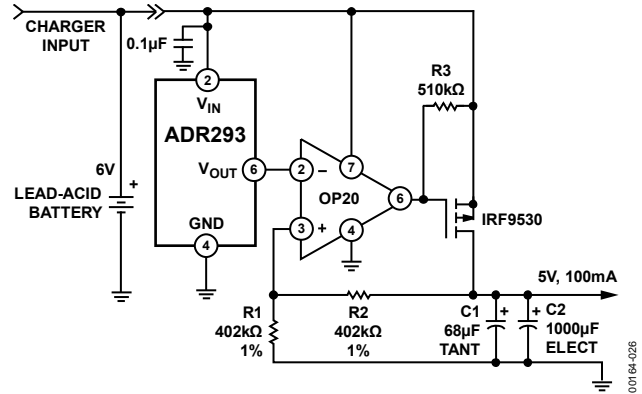 CHARGER
INPUT
0.1µF
2
V_IN
ADR293
V_OUT
6
GND
4
6V
+
LEAD-ACID
BATTERY
2
–
7
OP20
6
3
+
4
R3
510kΩ
IRF9530
5V, 100mA
R1
402kΩ
1%
R2
402kΩ
1%
C1
68µF
TANT
+
+
C2
1000µF
ELECT
00164-026